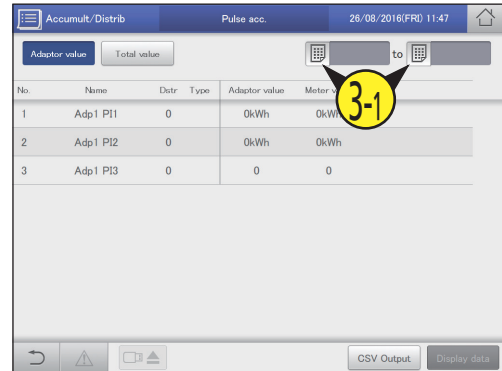 Accumult/Distrib Pulse acc. 26/08/2016(FRI) 11:47
Adaptor value Total value to
No. Name Dstr Type Adaptor value Meter v
1 Adp1 PI1 0 0kWh 0kWh
2 Adp1 PI2 0 0kWh 0kWh
3 Adp1 PI3 0 0 0
3-1
CSV Output Display data